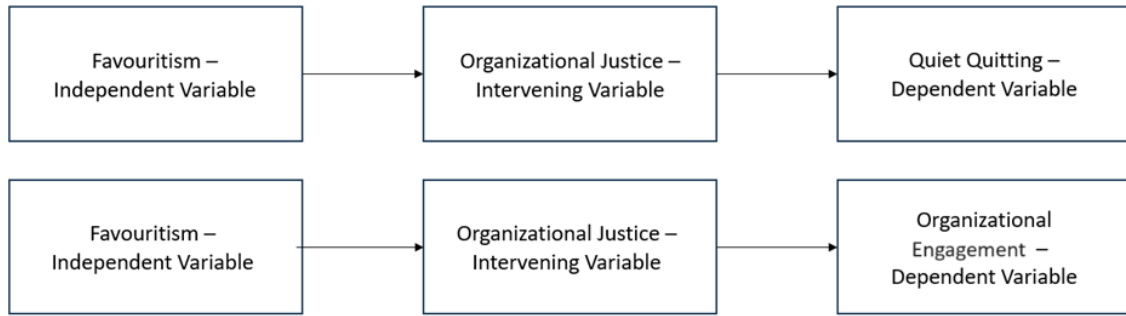 Favouritism –
Independent Variable
Organizational Justice –
Intervening Variable
Quiet Quitting –
Dependent Variable
Favouritism –
Independent Variable
Organizational Justice –
Intervening Variable
Organizational
Engagement –
Dependent Variable